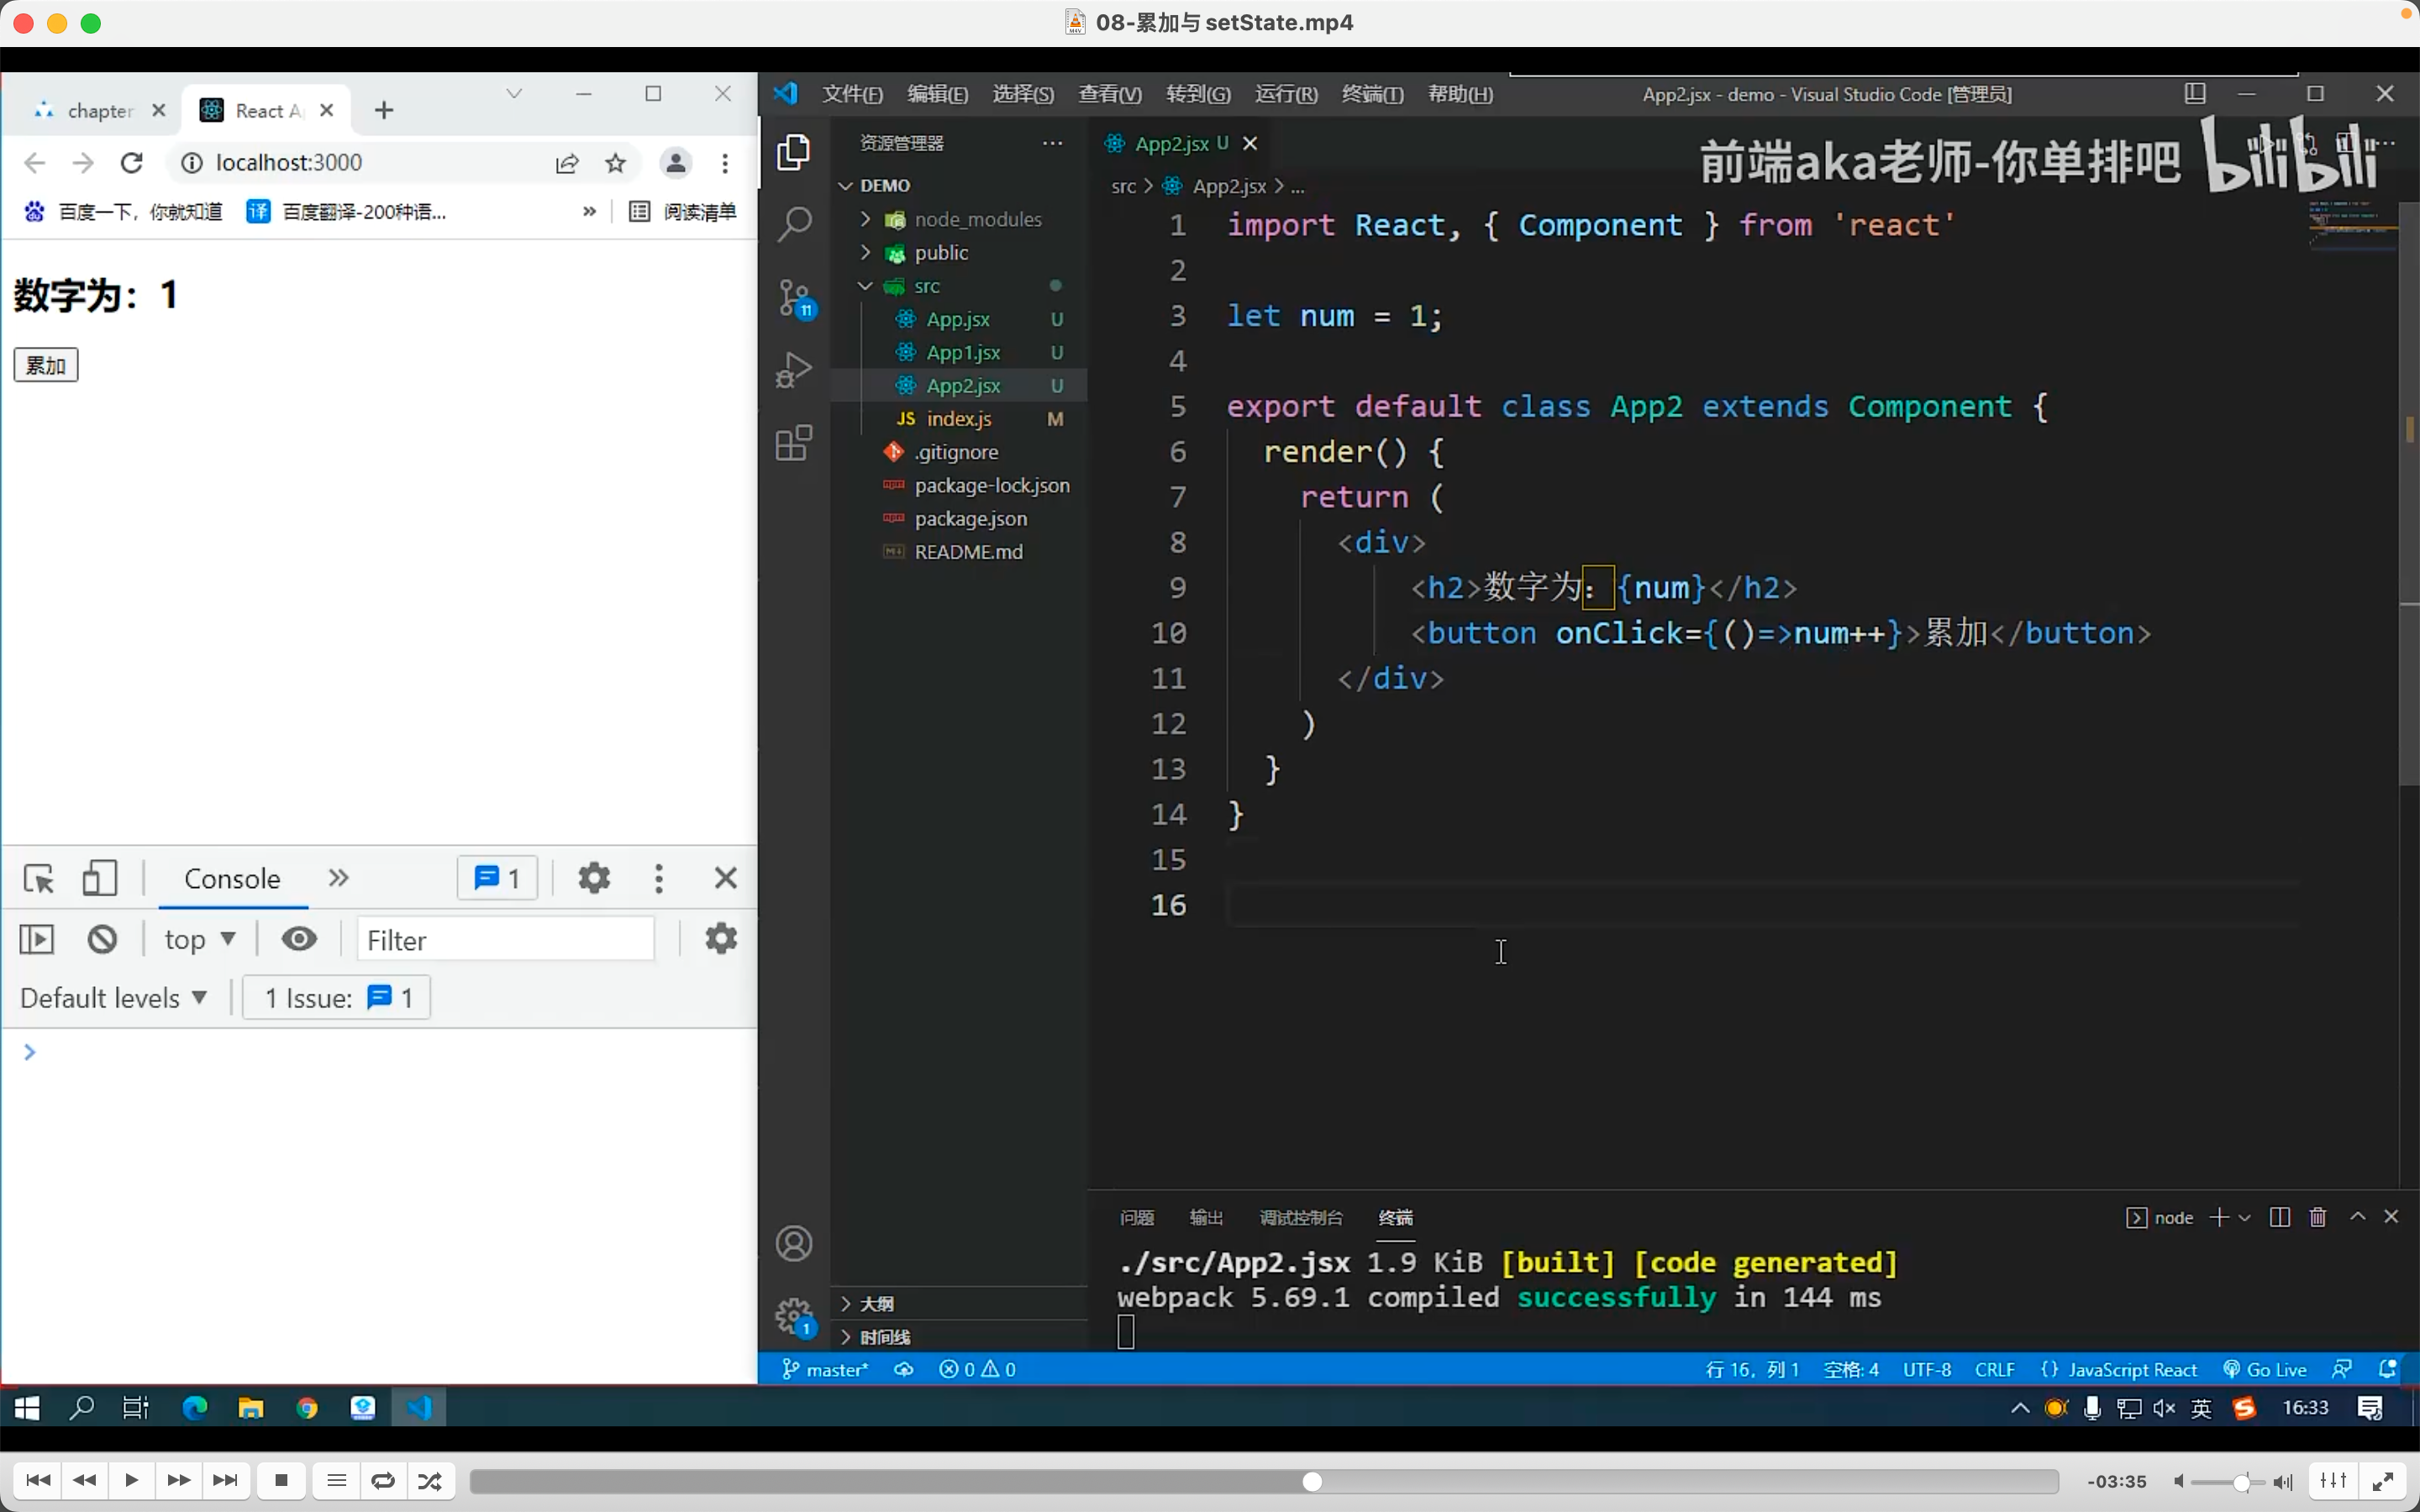 08-累加与 setState.mp4
chapter
React A
localhost:3000
百度一下，你就知道
译 百度翻译-200种语...
»
阅读清单
数字为：1
累加
Console
»
1
top
Filter
Default levels
1 Issue: 1
文件(F) 编辑(E) 选择(S) 查看(V) 转到(G) 运行(R) 终端(T) 帮助(H)
App2.jsx - demo - Visual Studio Code [管理员]
资源管理器
DEMO
node_modules
public
src
App.jsx U
App1.jsx U
App2.jsx U
JS index.js M
.gitignore
package-lock.json
package.json
README.md
11
1
大纲
时间线
App2.jsx U
前端aka老师-你单排吧 bilibili
src > App2.jsx > ...
1 import React, { Component } from 'react'
2
3 let num = 1;
4
5 export default class App2 extends Component {
6 render() {
7 return (
8 <div>
9 <h2>数字为：{num}</h2>
10 <button onClick={()=>num++}>累加</button>
11 </div>
12 )
13 }
14 }
15
16
问题 输出 调试控制台 终端
node
./src/App2.jsx 1.9 KiB [built] [code generated]
webpack 5.69.1 compiled successfully in 144 ms
master* 0 0
行 16，列 1 空格: 4 UTF-8 CRLF {} JavaScript React Go Live
英
16:33
-03:35